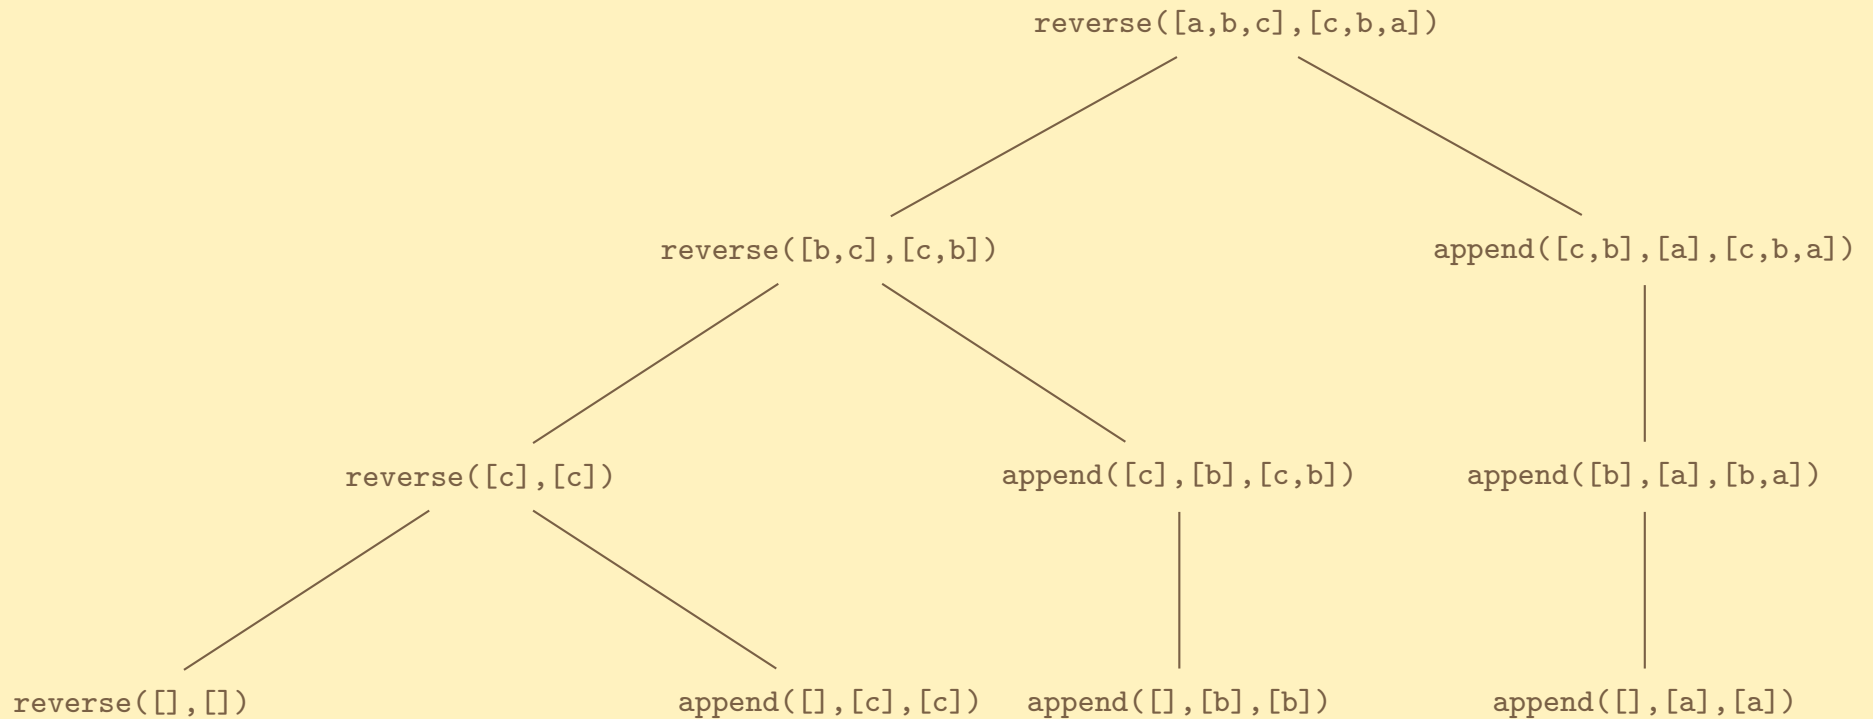 reverse([a,b,c],[c,b,a])
reverse([b,c],[c,b])
append([c,b],[a],[c,b,a])
reverse([c],[c])
append([c],[b],[c,b])
append([b],[a],[b,a])
reverse([],[])
append([],[c],[c])
append([],[b],[b])
append([],[a],[a])